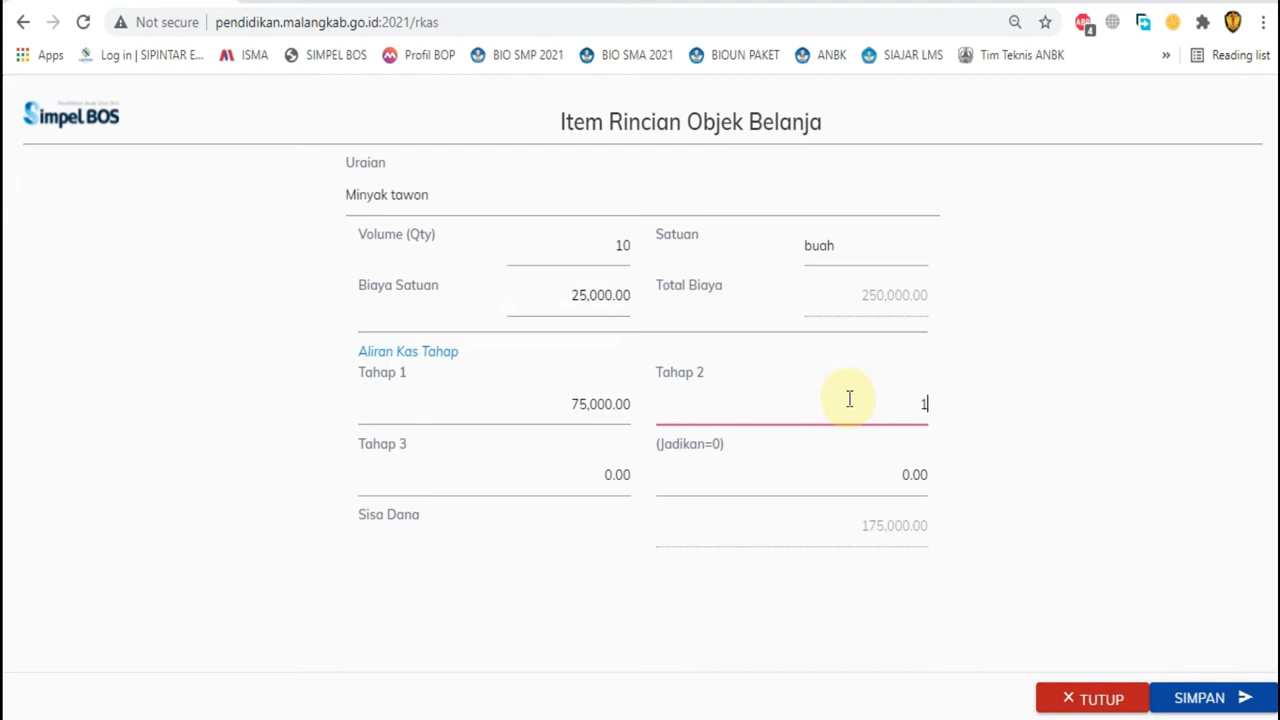 Not secure pendidikan.malangkab.go.id:2021/rkas
4
Apps Log in | SIPINTAR E... ISMA SIMPEL BOS Profil BOP BIO SMP 2021 BIO SMA 2021 BIOUN PAKET ANBK SIAJAR LMS Tim Teknis ANBK » Reading list
Simpel BOS
Item Rincian Objek Belanja
Uraian
Minyak tawon
Volume (Qty) 10 Satuan buah
Biaya Satuan 25,000.00 Total Biaya 250,000.00
Aliran Kas Tahap
Tahap 1 Tahap 2
75,000.00 1
Tahap 3 (Jadikan=0)
0.00 0.00
Sisa Dana
175,000.00
TUTUP SIMPAN